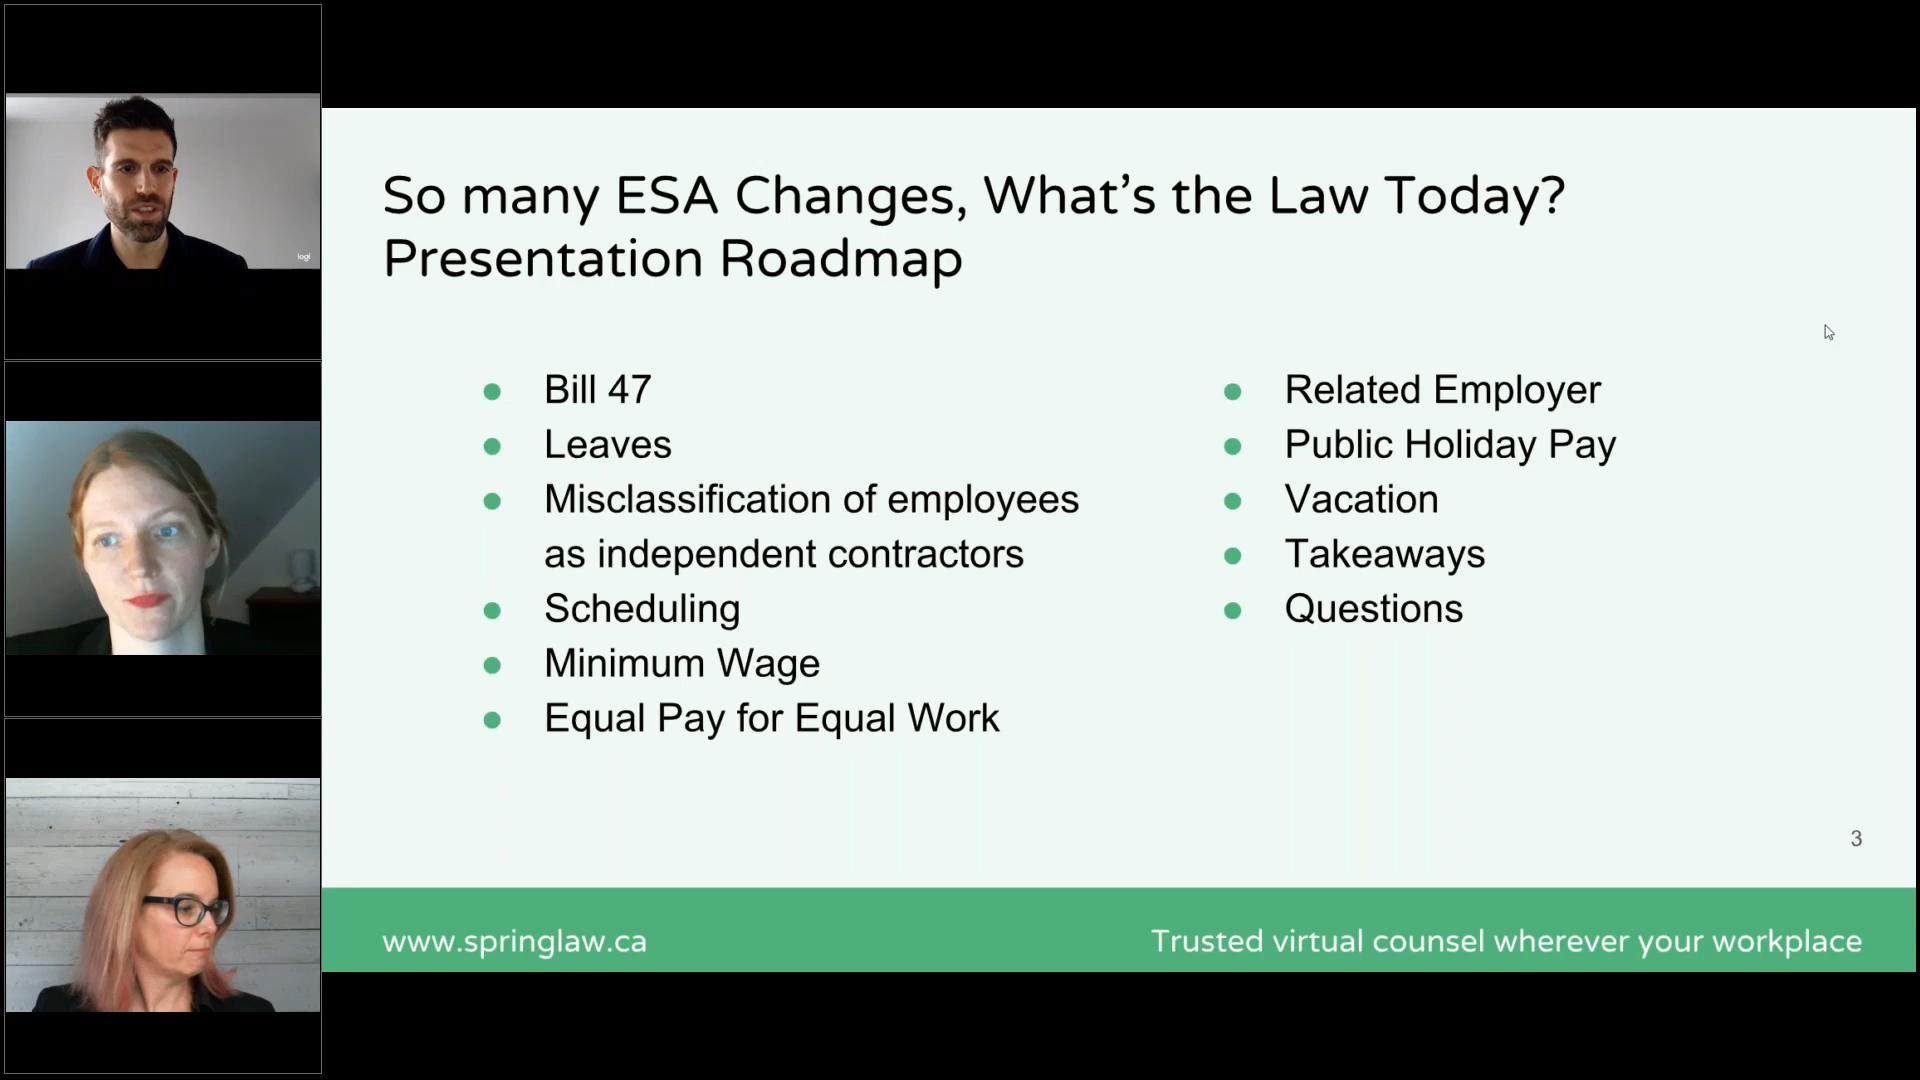 logi
So many ESA Changes, What’s the Law Today?
Presentation Roadmap
Bill 47
Leaves
Misclassification of employees
as independent contractors
Scheduling
Minimum Wage
Equal Pay for Equal Work
Related Employer
Public Holiday Pay
Vacation
Takeaways
Questions
3
www.springlaw.ca
Trusted virtual counsel wherever your workplace